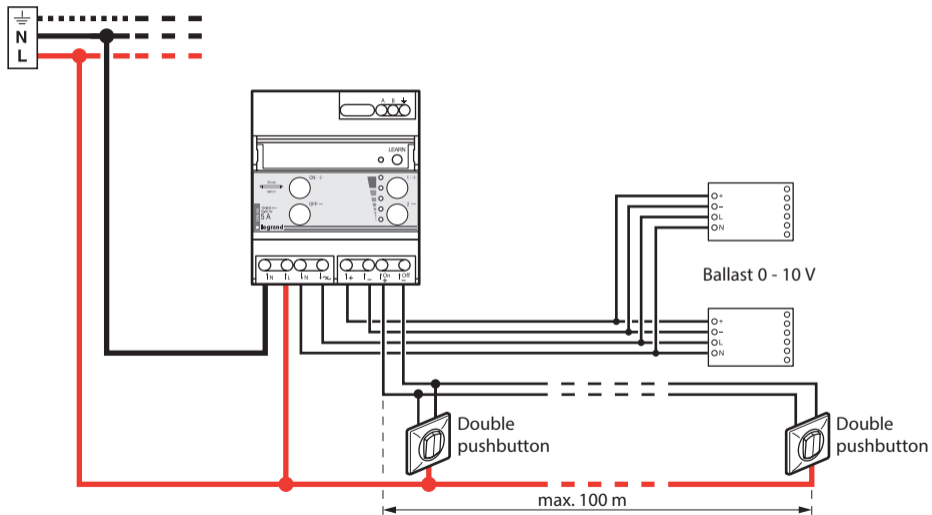 N
L
A B
LEARN
ON
1
OFF
2
5 A
legrand
N L N
+ - On Off
+ -
+
-
L
N
Ballast 0 - 10 V
+
-
L
N
Double
pushbutton
Double
pushbutton
max. 100 m